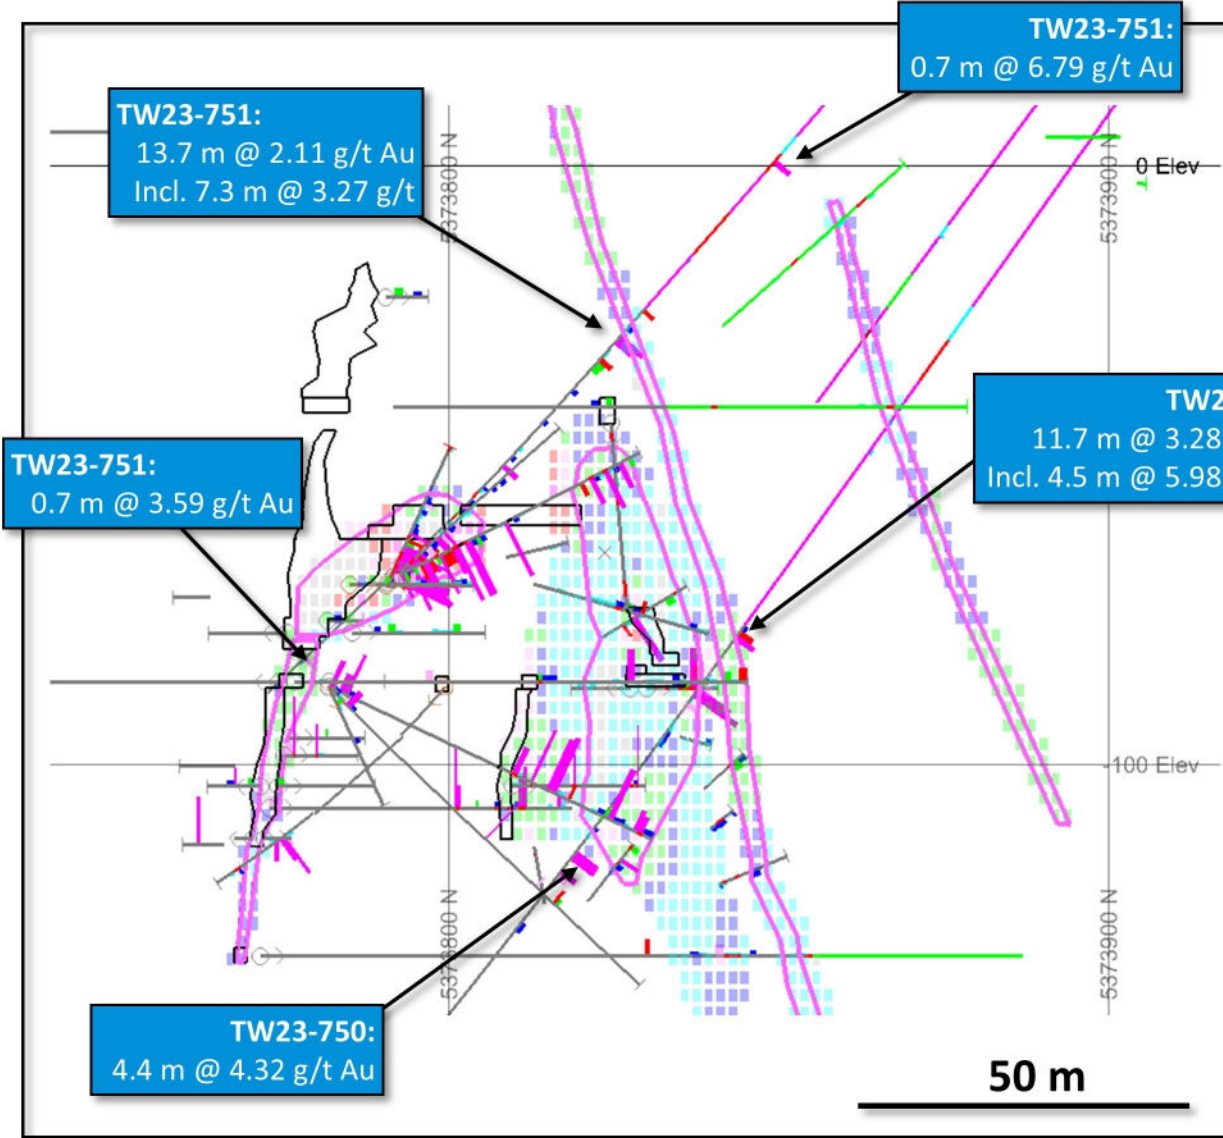 TW23-751:
0.7 m @ 6.79 g/t Au
TW23-751:
13.7 m @ 2.11 g/t Au
Incl. 7.3 m @ 3.27 g/t
5373800 N
5373900 N
0 Elev
TW2
11.7 m @ 3.28
Incl. 4.5 m @ 5.98
TW23-751:
0.7 m @ 3.59 g/t Au
-100 Elev
5373800 N
5373900 N
TW23-750:
4.4 m @ 4.32 g/t Au
50 m